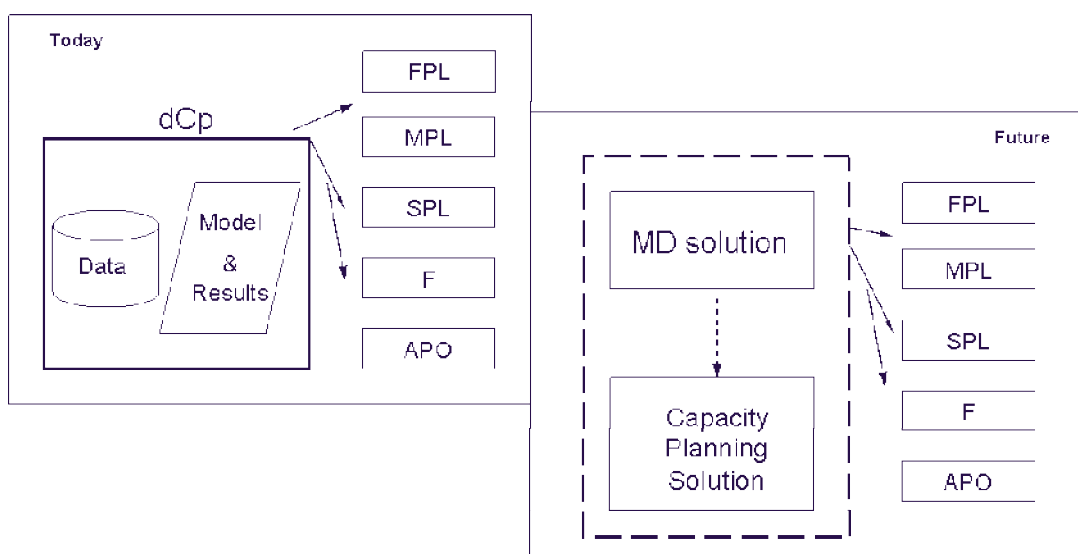 Today
FPL
dCp
MPL
Model
SPL
Data
&
Results
F
APO
Future
FPL
MD solution
MPL
SPL
Capacity
Planning
Solution
F
APO